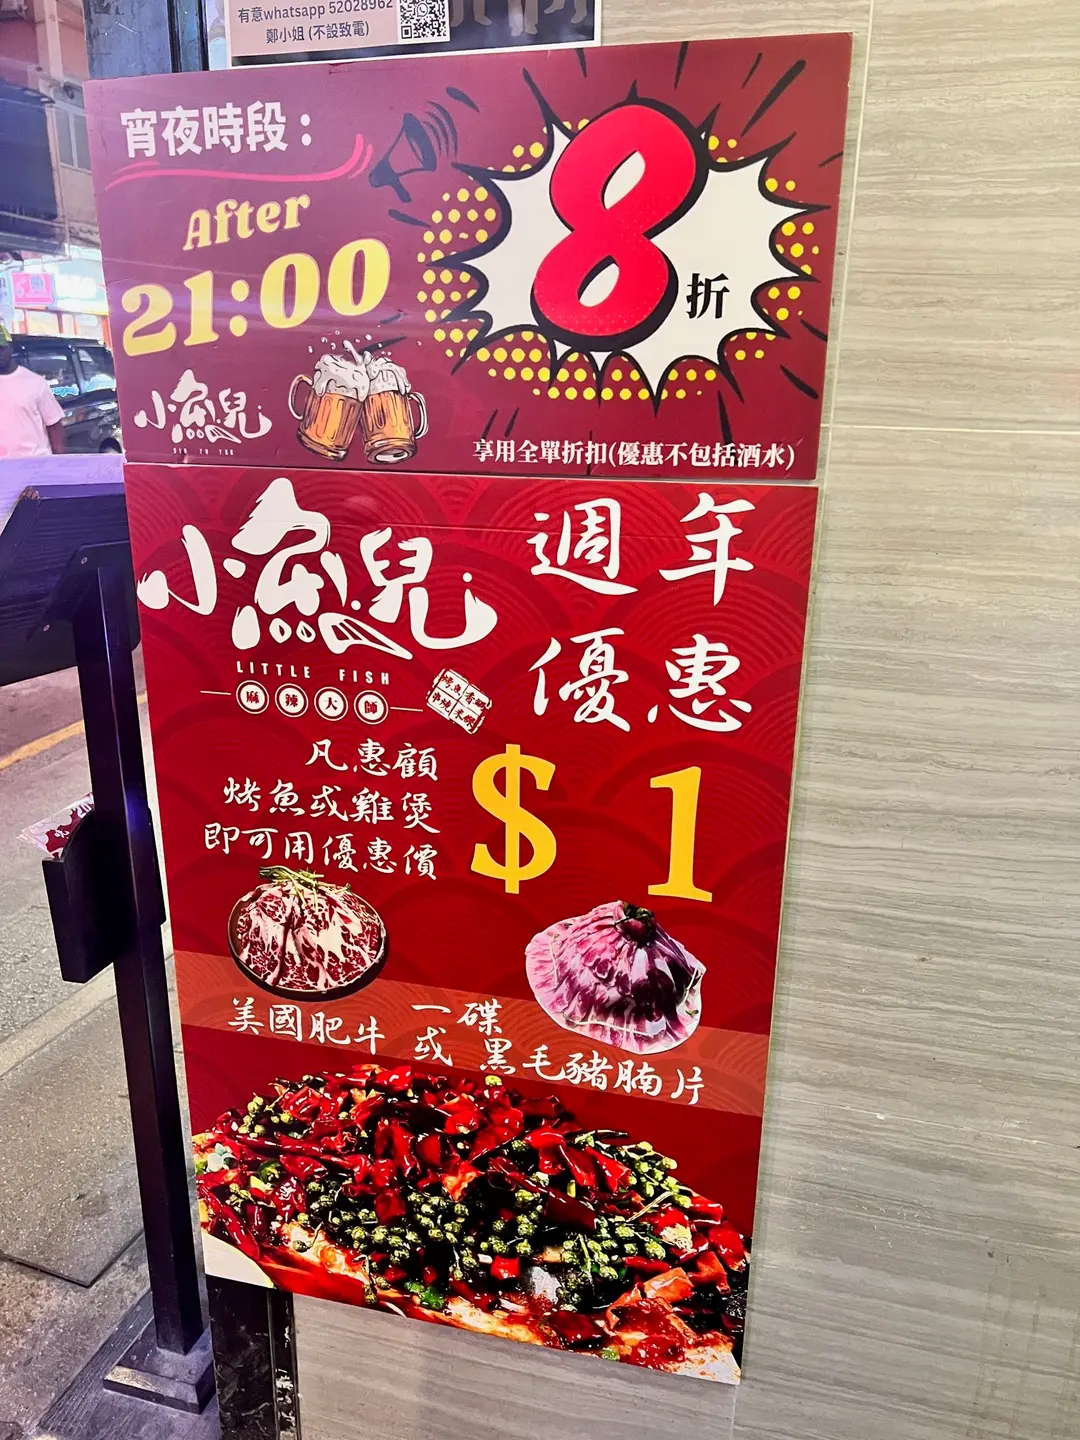 有意whatsapp 52028962
鄭小姐 (不設致電)
宵夜時段：
After
21:00
8折
小魚兒
享用全單折扣(優惠不包括酒水)
小魚兒
LITTLE FISH
麻辣大師
週年
優惠
凡惠顧
烤魚或雞煲
即可用優惠價
$1
美國肥牛 一碟
或 黑毛豬腩片